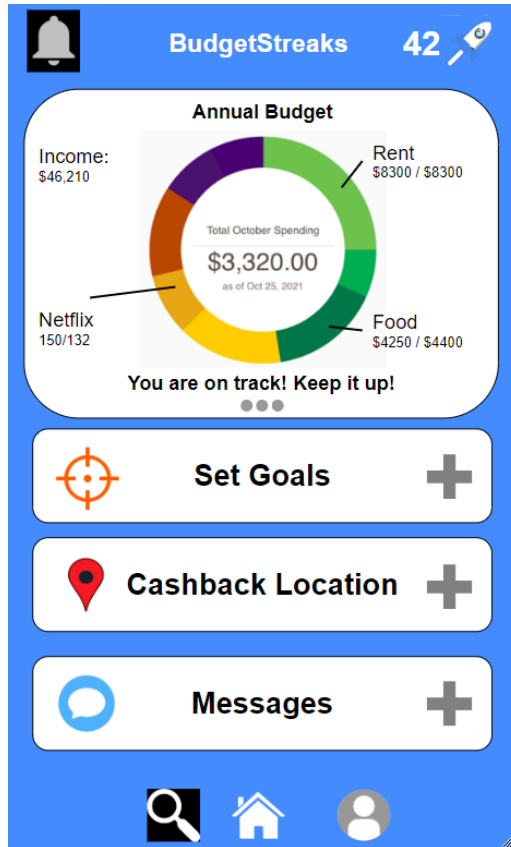 BudgetStreaks
42
Annual Budget
Income:
$46,210
Rent
$8300 / $8300
Total October Spending
$3,320.00
as of Oct 25, 2021
Netflix
150/132
Food
$4250 / $4400
You are on track! Keep it up!
Set Goals
Cashback Location
Messages